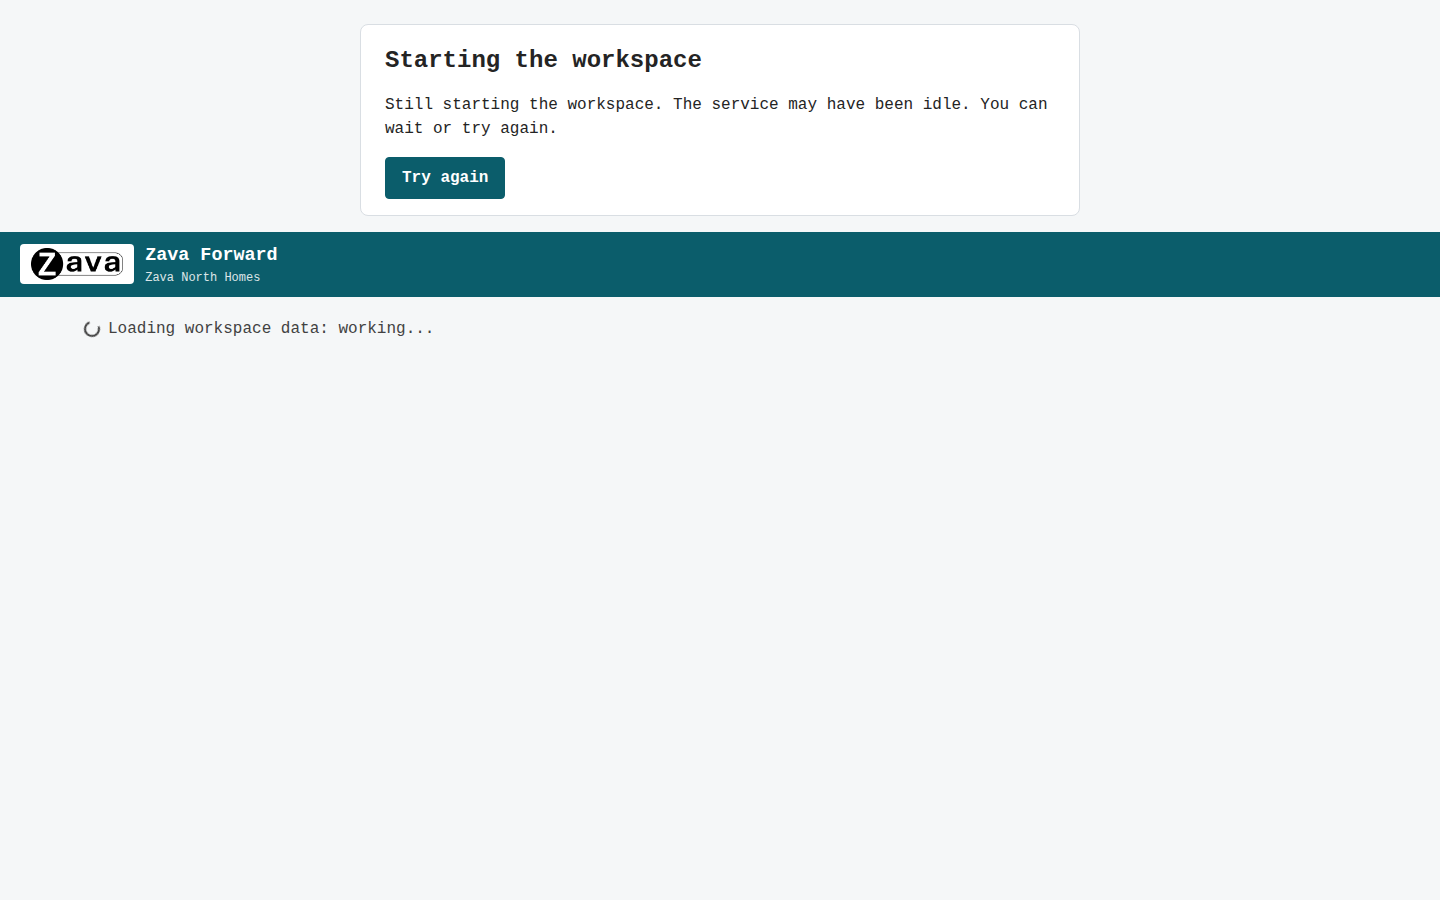 Starting the workspace
Still starting the workspace. The service may have been idle. You can
wait or try again.
Try again
Zava
Zava Forward
Zava North Homes
Loading workspace data: working...